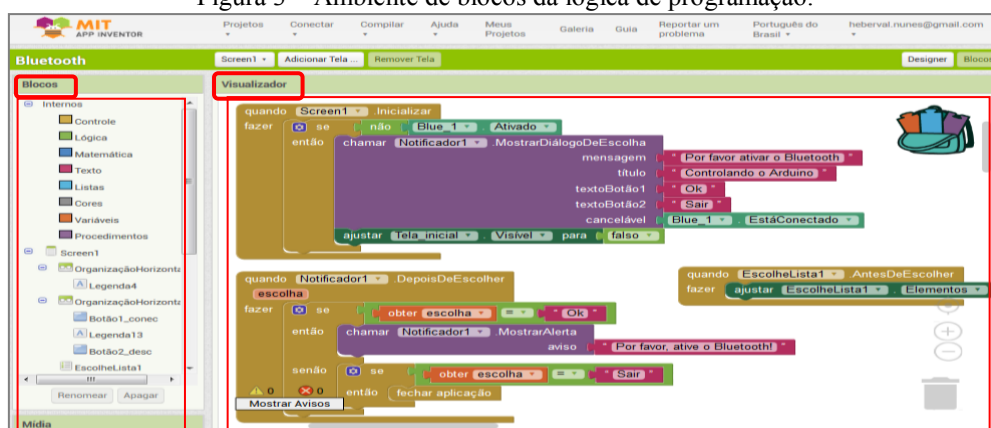 Figura 3 – Ambiente de blocos da lógica de programação.
MIT
APP INVENTOR
Projetos
Conectar
Compilar
Ajuda
Meus Projetos
Galeria
Guia
Reportar um problema
Português do Brasil
heberval.nunes@gmail.com
Bluetooth
Screen1
Adicionar Tela ...
Remover Tela
Designer
Blocos
Blocos
Visualizador
Internos
Controle
Lógica
Matemática
Texto
Listas
Cores
Variáveis
Procedimentos
Screen1
OrganizaçãoHorizonta
Legenda4
OrganizaçãoHorizonta
Botão1_conec
Legenda13
Botão2_desc
EscolheLista1
Renomear
Apagar
Mídia
quando Screen1 .Inicializar
fazer se não Blue_1 . Ativado
então chamar Notificador1 .MostrarDiálogoDeEscolha
mensagem " Por favor ativar o Bluetooth "
título " Controlando o Arduino "
textoBotão1 " Ok "
textoBotão2 " Sair "
cancelável Blue_1 . EstáConectado
ajustar Tela_inicial . Visível para falso
quando Notificador1 .DepoisDeEscolher
escolha
fazer se obter escolha = " Ok "
então chamar Notificador1 .MostrarAlerta
aviso " Por favor, ative o Bluetooth! "
senão se obter escolha = " Sair "
então fechar aplicação
0 0
Mostrar Avisos
quando EscolheLista1 .AntesDeEscolher
fazer ajustar EscolheLista1 . Elementos